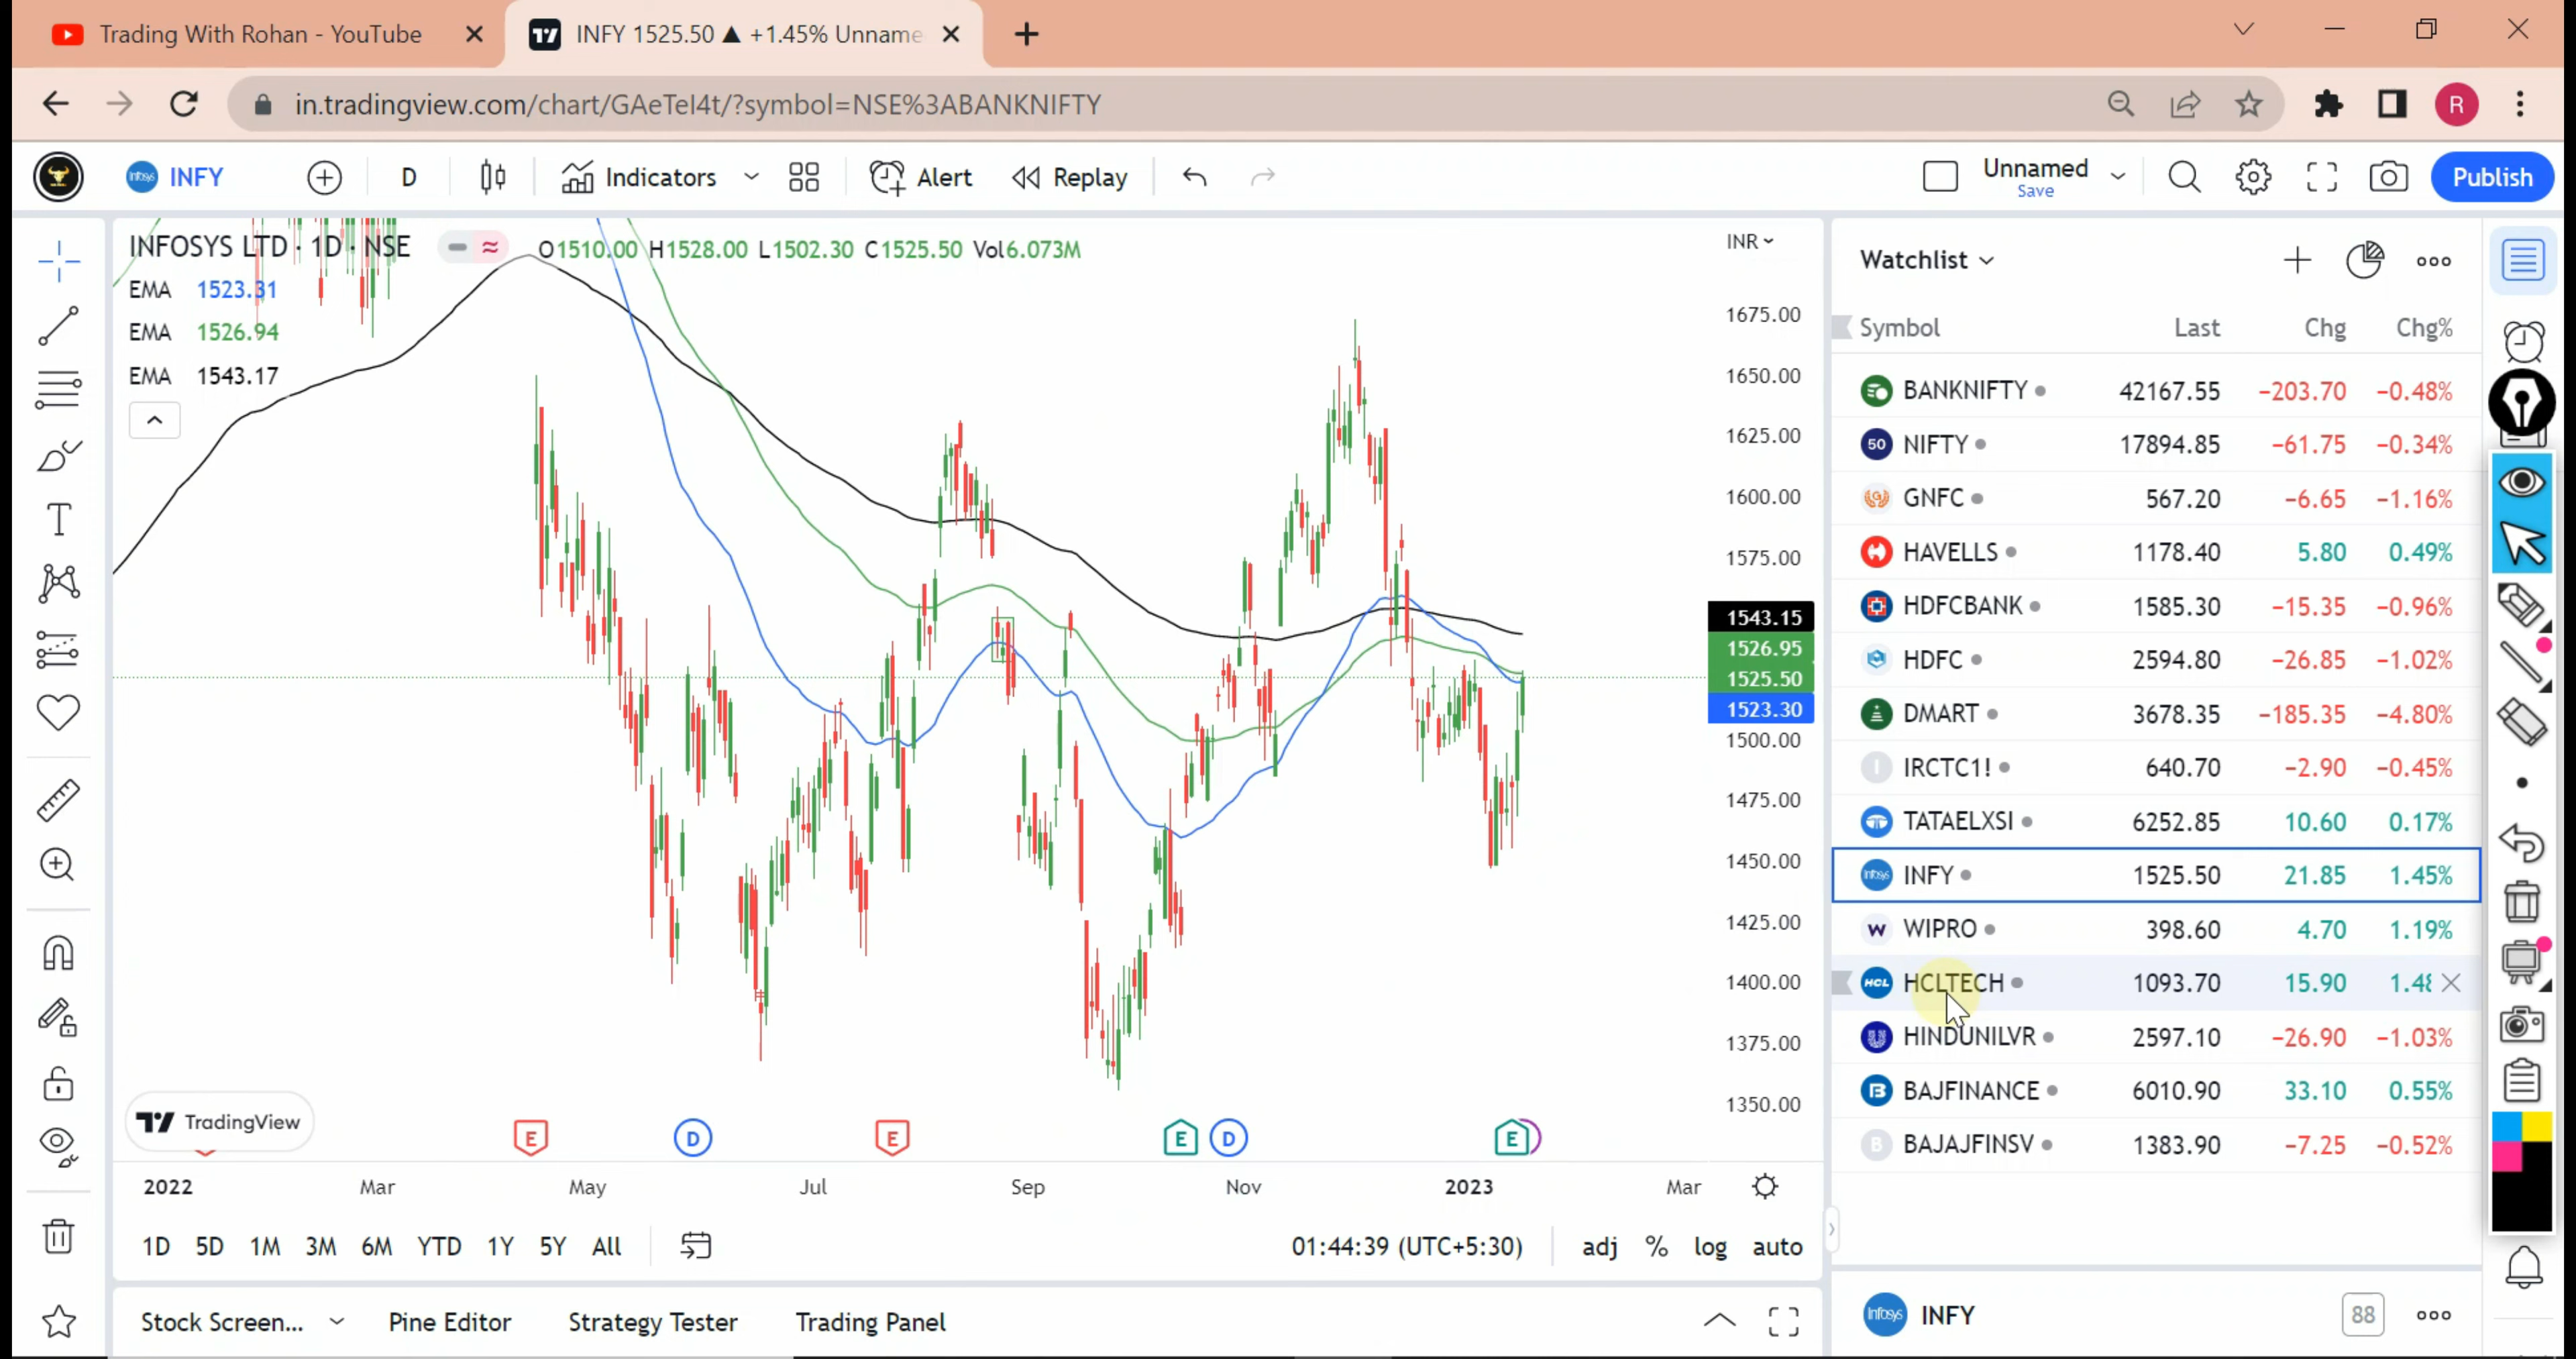 Trading With Rohan - YouTube
INFY 1525.50 ▲ +1.45% Unname
in.tradingview.com/chart/GAeTel4t/?symbol=NSE%3ABANKNIFTY
R
Infosys INFY D Indicators Alert Replay Unnamed Save Publish
INFOSYS LTD · 1D · NSE O1510.00 H1528.00 L1502.30 C1525.50 Vol6.073M
EMA 1523.31
EMA 1526.94
EMA 1543.17
INR
1675.00
1650.00
1625.00
1600.00
1575.00
1543.15
1526.95
1525.50
1523.30
1500.00
1475.00
1450.00
1425.00
1400.00
1375.00
1350.00
TradingView
E D E E D E
2022 Mar May Jul Sep Nov 2023 Mar
1D 5D 1M 3M 6M YTD 1Y 5Y All 01:44:39 (UTC+5:30) adj % log auto
Stock Screen... Pine Editor Strategy Tester Trading Panel
Watchlist
Symbol Last Chg Chg%
BANKNIFTY 42167.55 −203.70 −0.48%
50 NIFTY 17894.85 −61.75 −0.34%
GNFC 567.20 −6.65 −1.16%
HAVELLS 1178.40 5.80 0.49%
HDFCBANK 1585.30 −15.35 −0.96%
HDFC 2594.80 −26.85 −1.02%
DMART 3678.35 −185.35 −4.80%
I IRCTC1! 640.70 −2.90 −0.45%
TATAELXSI 6252.85 10.60 0.17%
Infosys INFY 1525.50 21.85 1.45%
W WIPRO 398.60 4.70 1.19%
HCL HCLTECH 1093.70 15.90 1.48
HINDUNILVR 2597.10 −26.90 −1.03%
B BAJFINANCE 6010.90 33.10 0.55%
B BAJAJFINSV 1383.90 −7.25 −0.52%
Infosys INFY 88